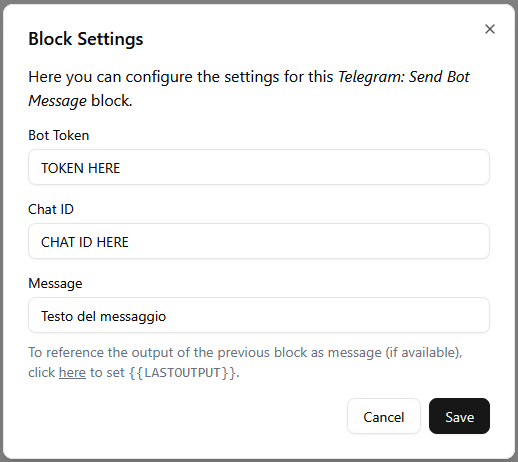 Block Settings
Here you can configure the settings for this Telegram: Send Bot
Message block.
Bot Token
TOKEN HERE
Chat ID
CHAT ID HERE
Message
Testo del messaggio
To reference the output of the previous block as message (if available),
click here to set {{LASTOUTPUT}}.
Cancel
Save